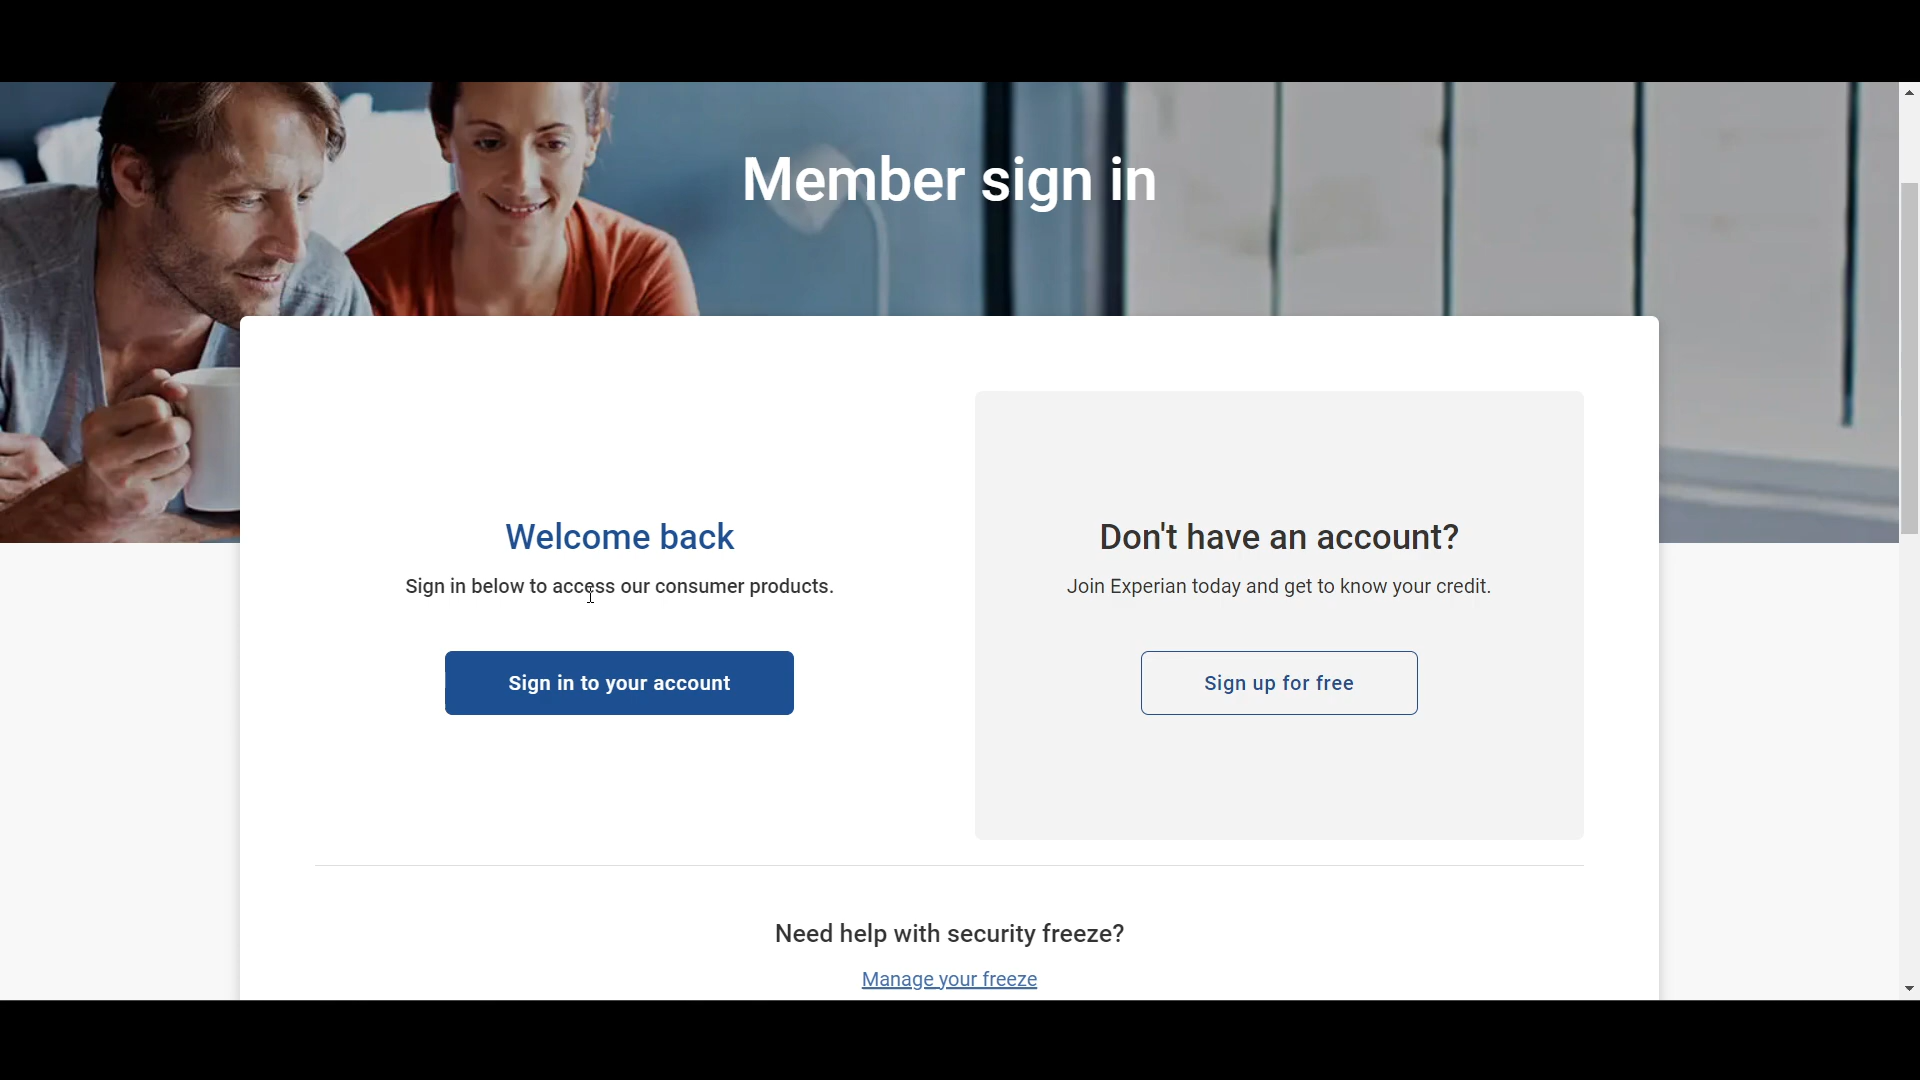 Member sign in
Welcome back
Sign in below to access our consumer products.
Sign in to your account
Don't have an account?
Join Experian today and get to know your credit.
Sign up for free
Need help with security freeze?
Manage your freeze